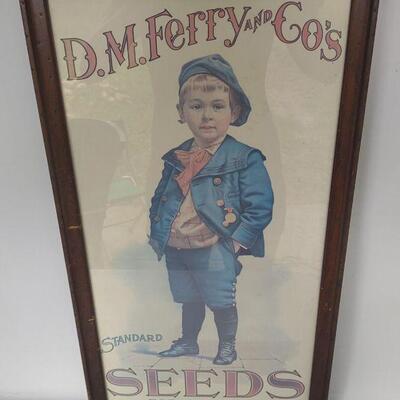 D.M. Ferry AND Co's
STANDARD
SEEDS